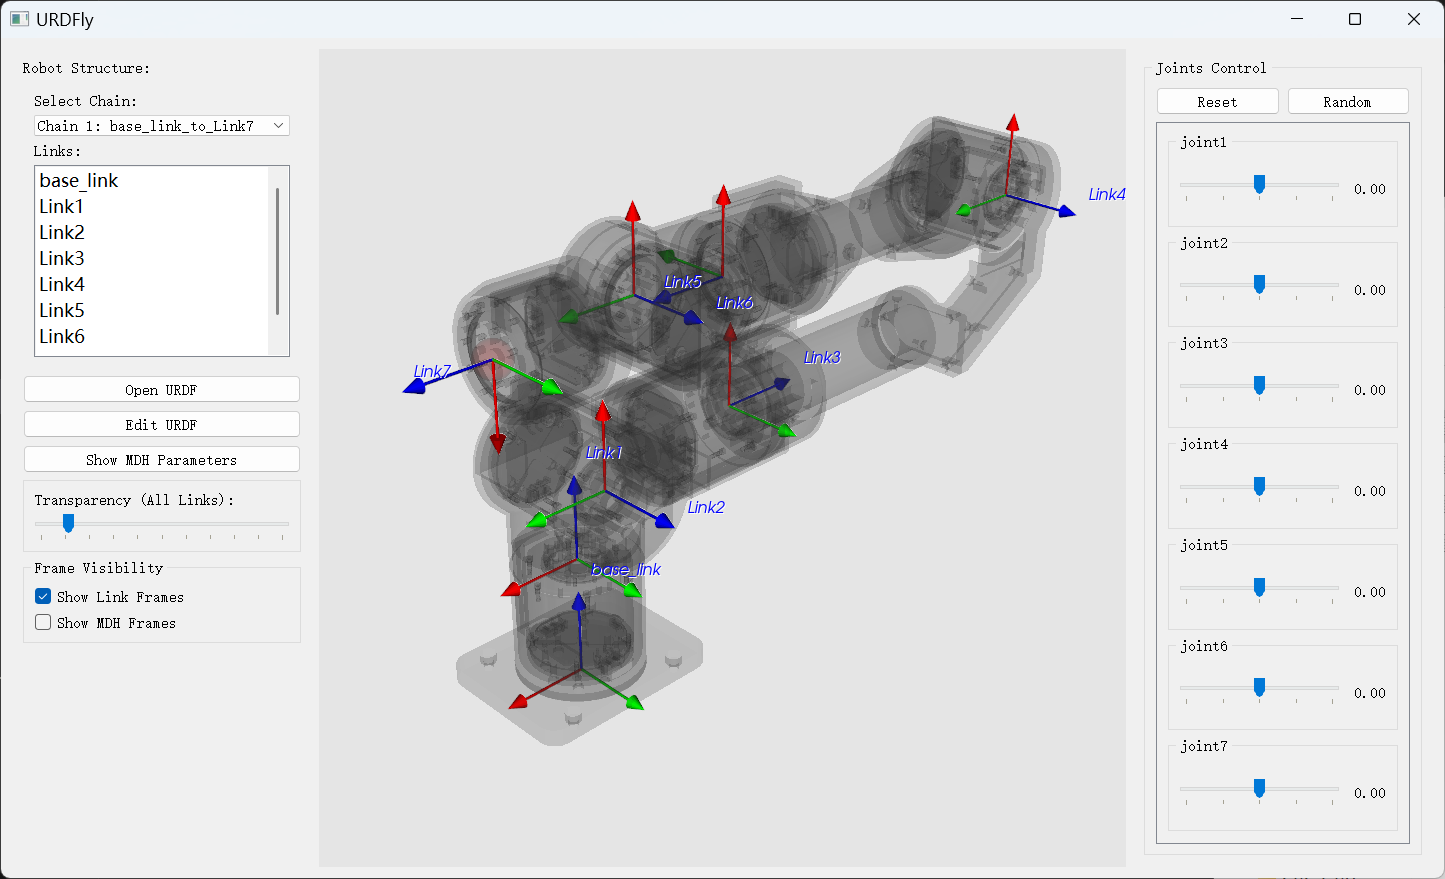 URDFly
Robot Structure:
Select Chain:
Chain 1: base_link_to_Link7
Links:
base_link
Link1
Link2
Link3
Link4
Link5
Link6
Open URDF
Edit URDF
Show MDH Parameters
Transparency (All Links):
Frame Visibility
Show Link Frames
Show MDH Frames
Link4
Link5
Link6
Link3
Link7
Link1
Link2
base_link
Joints Control
Reset
Random
joint1
0.00
joint2
0.00
joint3
0.00
joint4
0.00
joint5
0.00
joint6
0.00
joint7
0.00